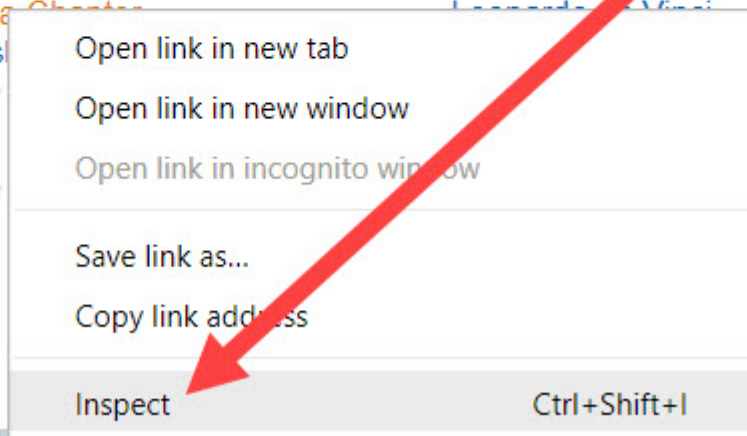 Open link in new tab
Open link in new window
Open link in incognito window
Save link as...
Copy link address
Inspect Ctrl+Shift+I